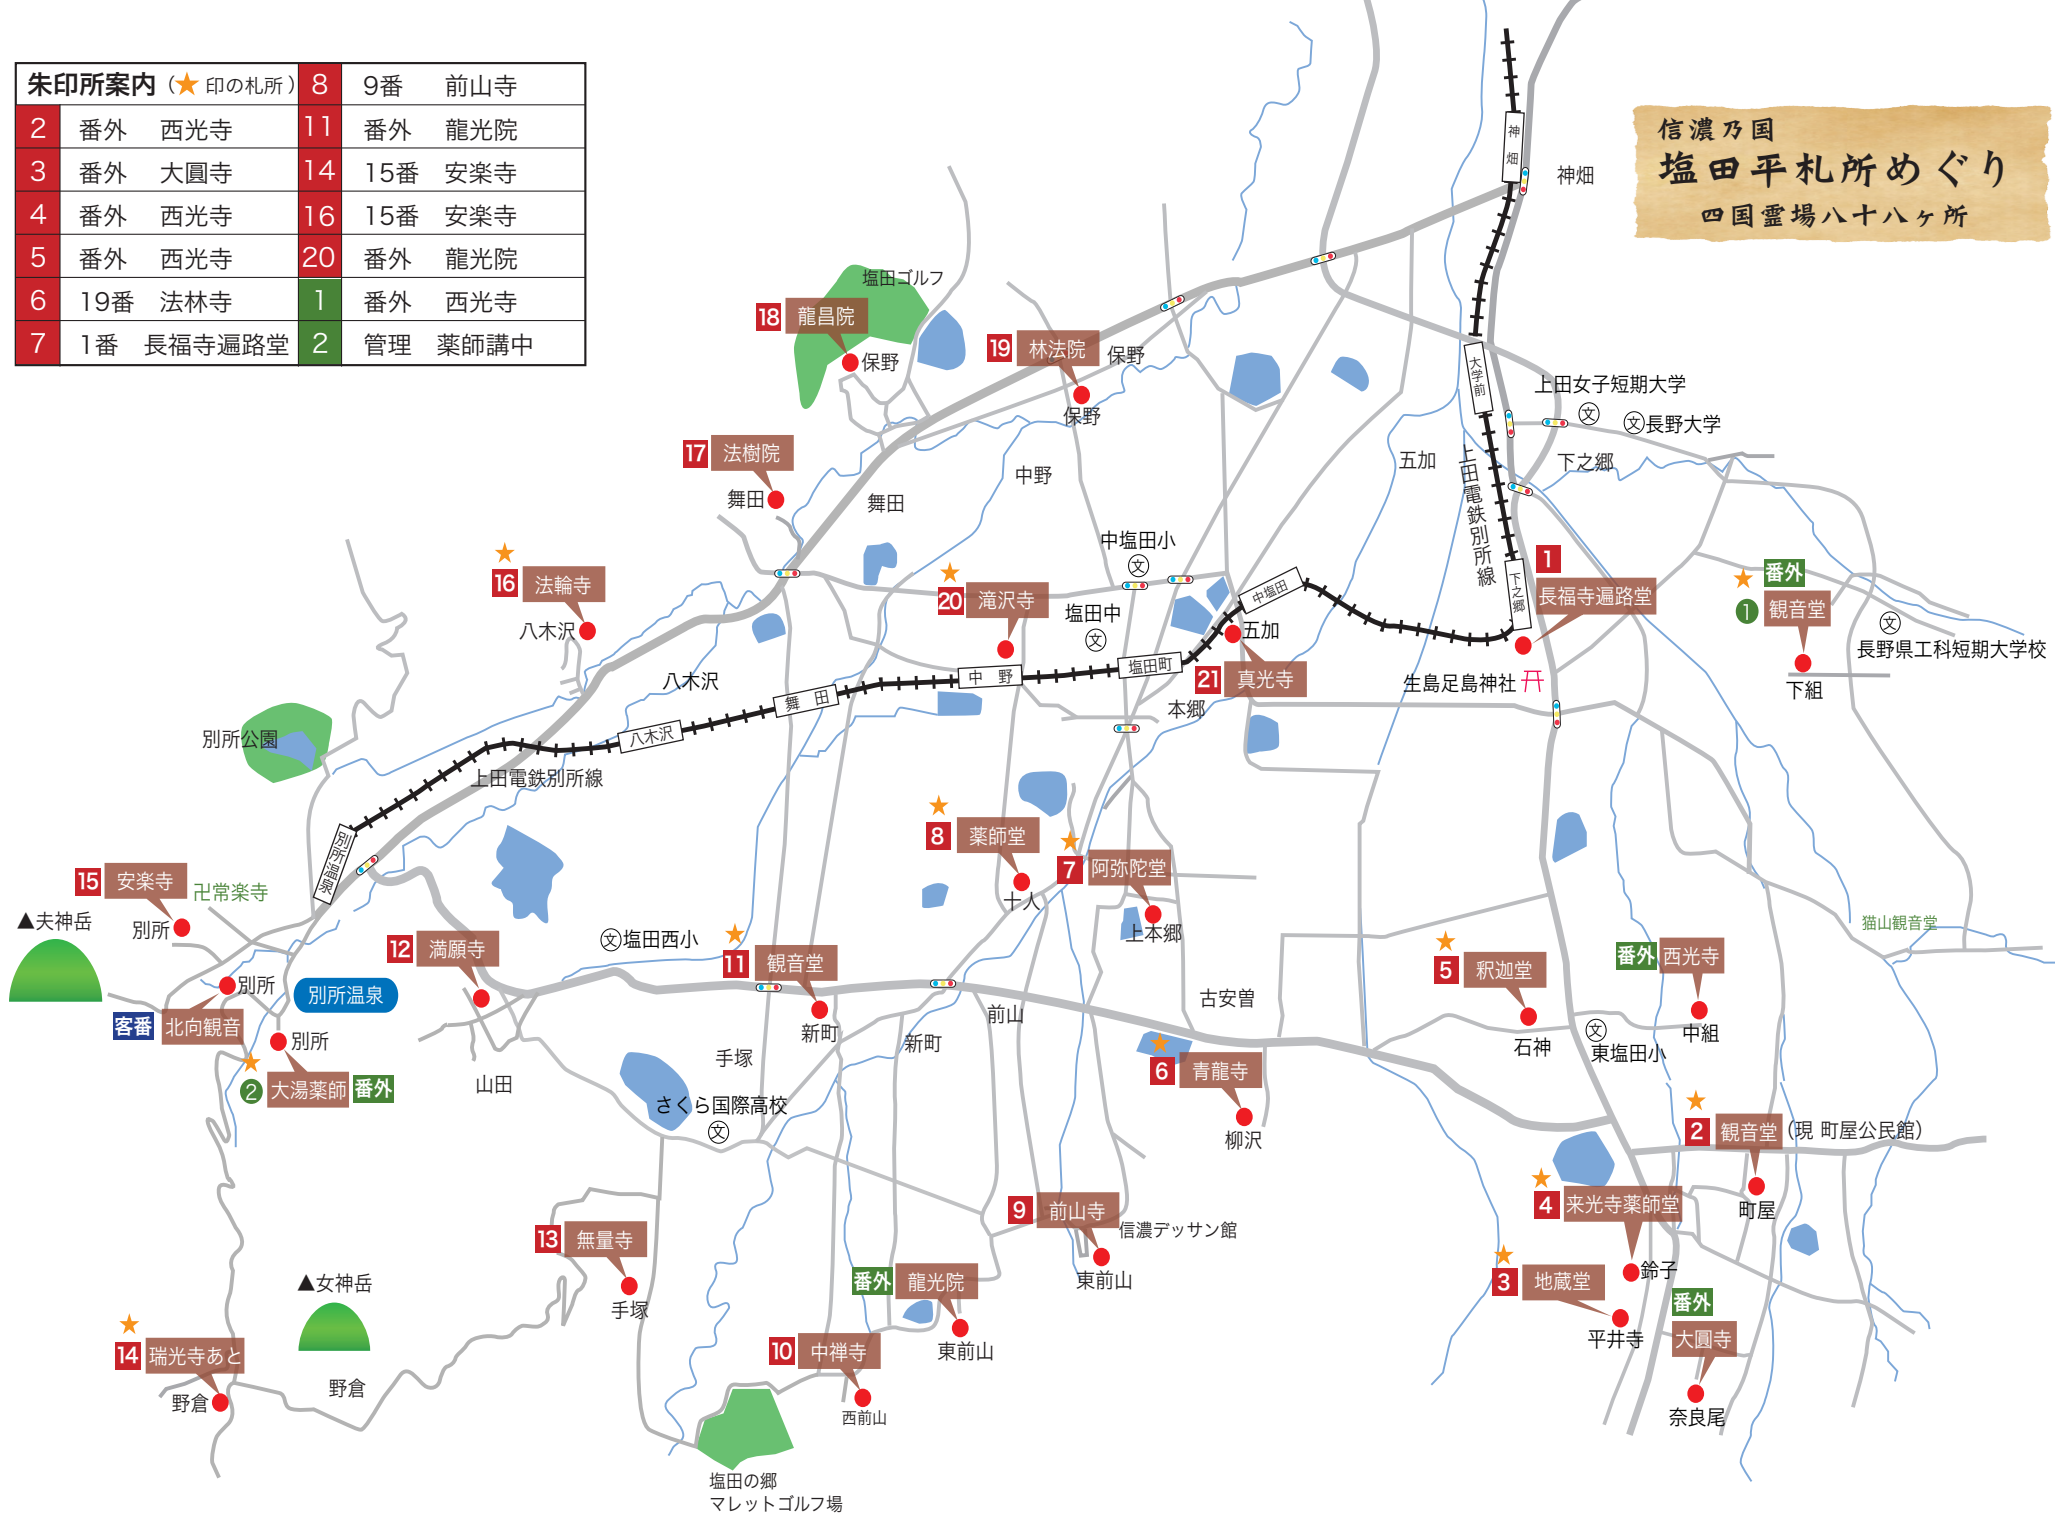 朱印所案内（★印の札所）
8 9番 前山寺
2 番外 西光寺
11 番外 龍光院
3 番外 大圓寺
14 15番 安楽寺
4 番外 西光寺
16 15番 安楽寺
5 番外 西光寺
20 番外 龍光院
6 19番 法林寺
1 番外 西光寺
7 1番 長福寺遍路堂
2 管理 薬師講中
信濃乃国
塩田平札所めぐり
四国霊場八十八ヶ所
神畑
神畑
塩田ゴルフ
18 龍昌院
保野
19 林法院
保野
保野
大学前
上田女子短期大学
文
文長野大学
17 法樹院
舞田
舞田
中野
五加
上田電鉄別所線
下之郷
中塩田小
文
16 法輪寺
八木沢
20 滝沢寺
塩田中
文
中塩田
五加
下之郷
1
長福寺遍路堂
番外
1 観音堂
下組
文
長野県工科短期大学校
八木沢
中野
塩田町
21 真光寺
本郷
生島足島神社
舞田
八木沢
別所公園
上田電鉄別所線
別所温泉
8 薬師堂
十人
7 阿弥陀堂
上本郷
15 安楽寺
卍常楽寺
別所
▲夫神岳
12 満願寺
文塩田西小
11 観音堂
新町
猫山観音堂
5 釈迦堂
石神
番外 西光寺
中組
別所
別所温泉
客番 北向観音
別所
2 大湯薬師 番外
山田
手塚
新町
前山
古安曽
文
東塩田小
6 青龍寺
柳沢
さくら国際高校
文
2 観音堂（現 町屋公民館）
町屋
4 来光寺薬師堂
鈴子
9 前山寺
信濃デッサン館
東前山
13 無量寺
手塚
番外 龍光院
東前山
3 地蔵堂
平井寺
番外
大圓寺
奈良尾
▲女神岳
14 瑞光寺あと
野倉
野倉
10 中禅寺
西前山
塩田の郷
マレットゴルフ場